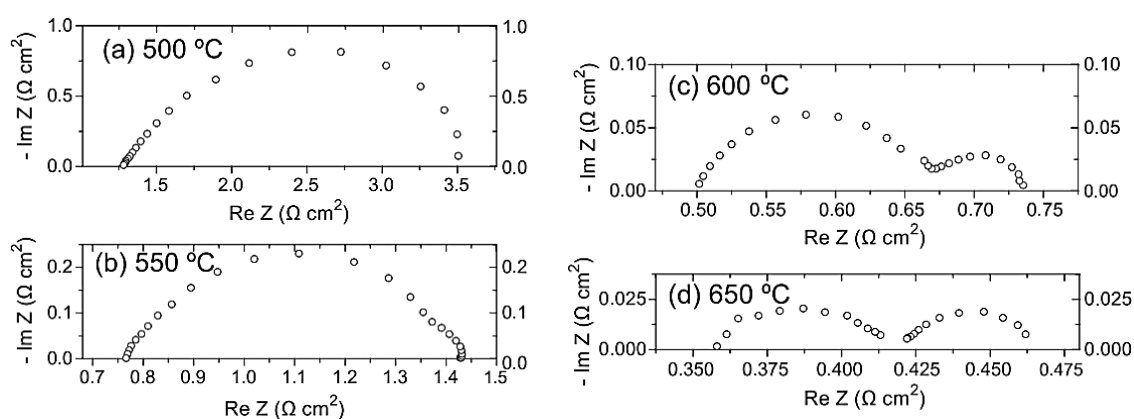 (a) 500 ºC
1.0
0.5
0.0
1.0
0.5
0.0
- Im Z (Ω cm²)
1.5 2.0 2.5 3.0 3.5
Re Z (Ω cm²)
(b) 550 ºC
0.2
0.1
0.0
0.2
0.1
0.0
- Im Z (Ω cm²)
0.7 0.8 0.9 1.0 1.1 1.2 1.3 1.4 1.5
Re Z (Ω cm²)
(c) 600 ºC
0.10
0.05
0.00
0.10
0.05
0.00
- Im Z (Ω cm²)
0.50 0.55 0.60 0.65 0.70 0.75
Re Z (Ω cm²)
(d) 650 ºC
0.025
0.000
0.025
0.000
- Im Z (Ω cm²)
0.350 0.375 0.400 0.425 0.450 0.475
Re Z (Ω cm²)